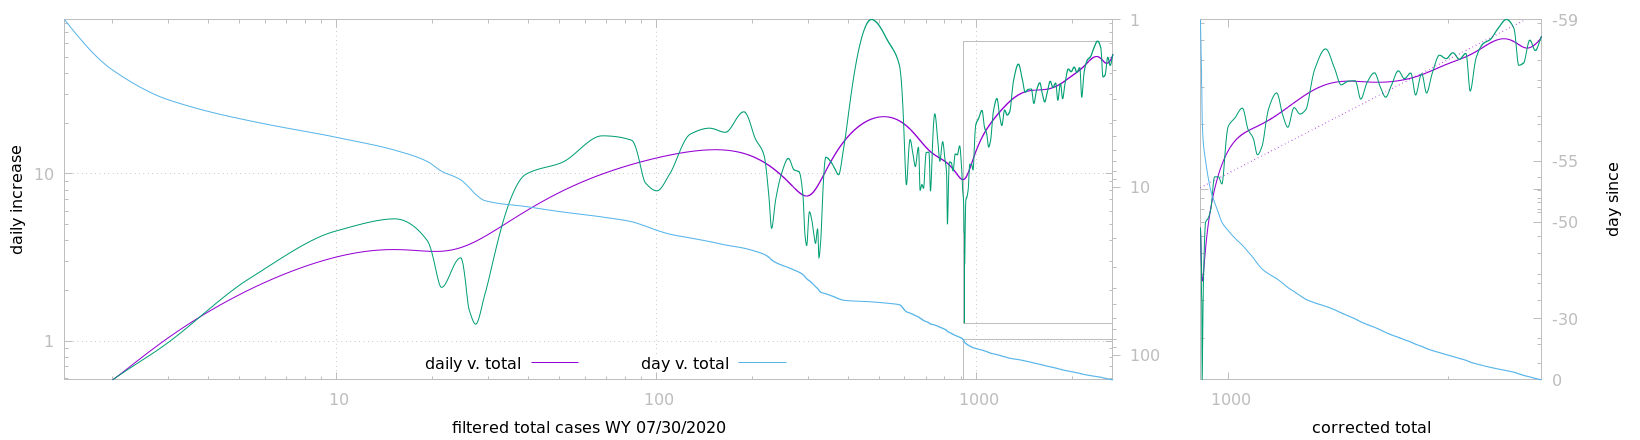 daily increase
10
1
daily v. total
day v. total
10
100
1000
filtered total cases WY 07/30/2020
1
10
100
1000
corrected total
-59
-55
-50
-30
0
day since